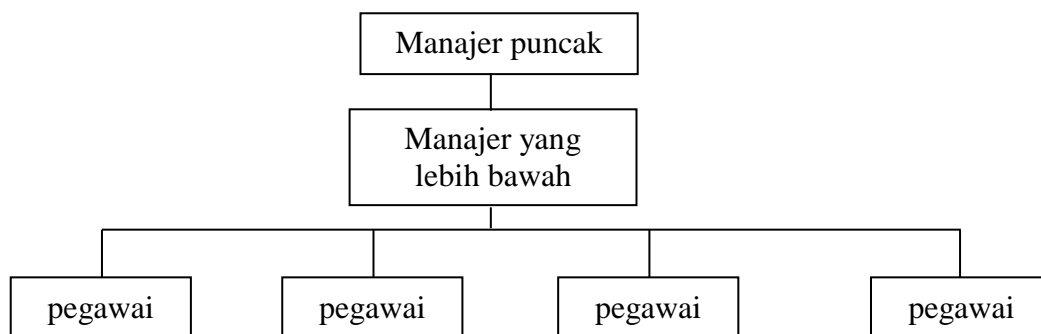 Manajer puncak
Manajer yang
lebih bawah
pegawai
pegawai
pegawai
pegawai